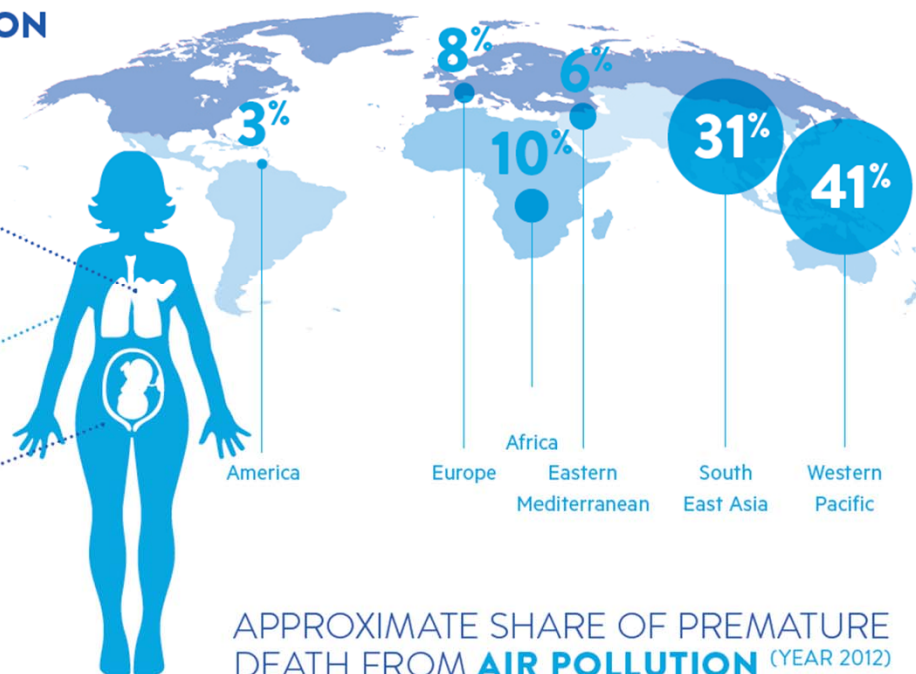 ON
8%
6%
3%
10%
31%
41%
Africa
America
Europe
Eastern
Mediterranean
South
East Asia
Western
Pacific
APPROXIMATE SHARE OF PREMATURE
DEATH FROM AIR POLLUTION (YEAR 2012)